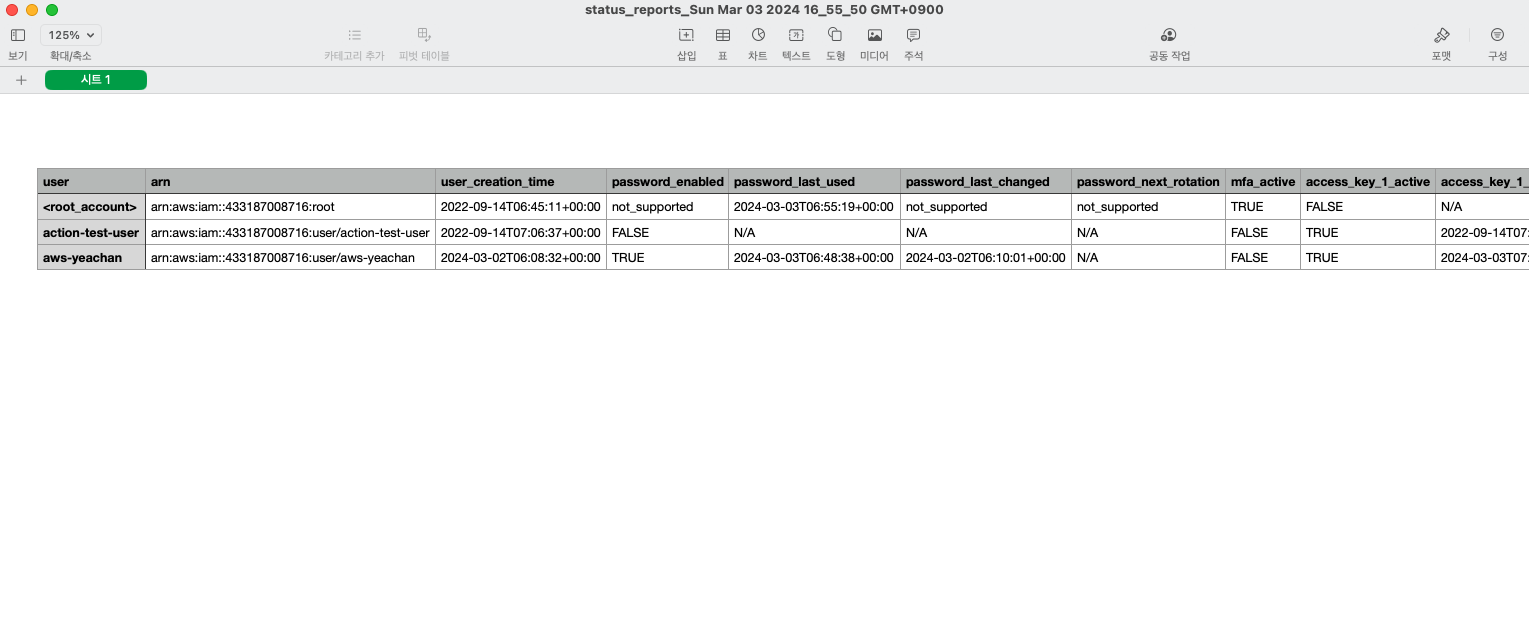 status_reports_Sun Mar 03 2024 16_55_50 GMT+0900
125%
보기 확대/축소 카테고리 추가 피벗 테이블 삽입 표 차트 텍스트 도형 미디어 주석 공동 작업 포맷 구성
시트 1
user arn user_creation_time password_enabled password_last_used password_last_changed password_next_rotation mfa_active access_key_1_active access_key_1_
<root_account> arn:aws:iam::433187008716:root 2022-09-14T06:45:11+00:00 not_supported 2024-03-03T06:55:19+00:00 not_supported not_supported TRUE FALSE N/A
action-test-user arn:aws:iam::433187008716:user/action-test-user 2022-09-14T07:06:37+00:00 FALSE N/A N/A N/A FALSE TRUE 2022-09-14T07:
aws-yeachan arn:aws:iam::433187008716:user/aws-yeachan 2024-03-02T06:08:32+00:00 TRUE 2024-03-03T06:48:38+00:00 2024-03-02T06:10:01+00:00 N/A FALSE TRUE 2024-03-03T07: